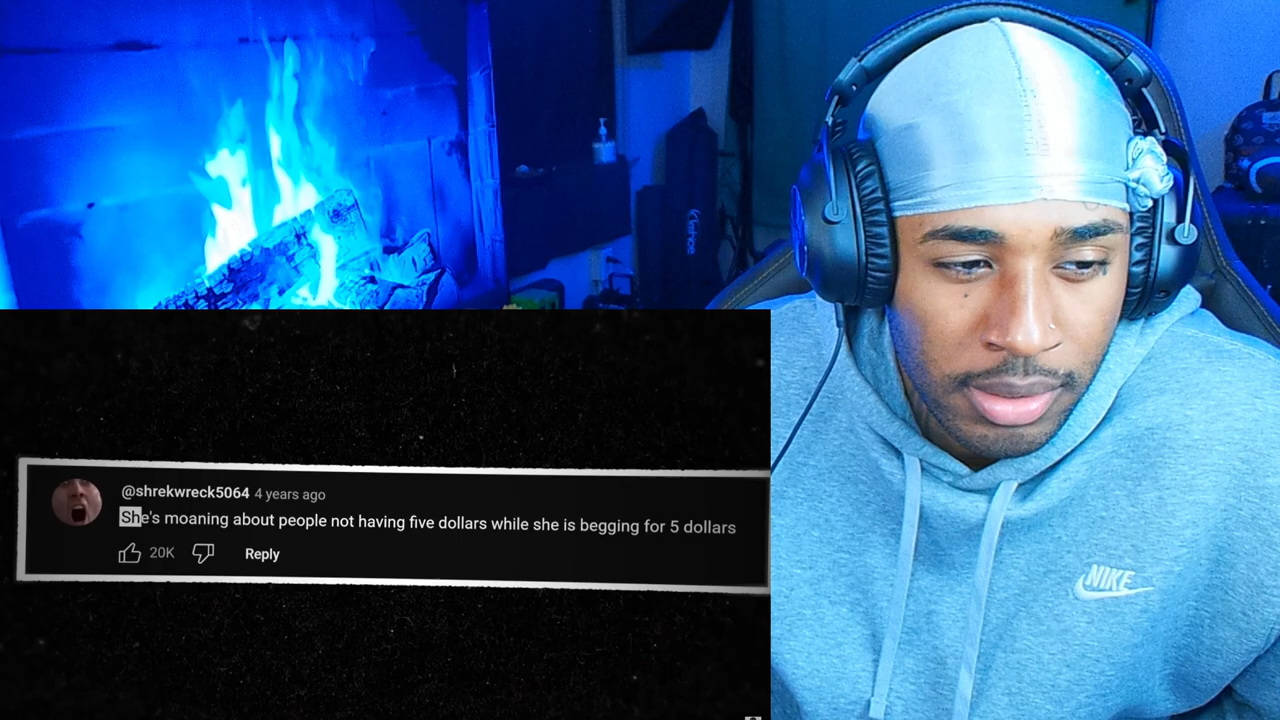 @shrekwreck5064 4 years ago
She's moaning about people not having five dollars while she is begging for 5 dollars
20K Reply
NIKE